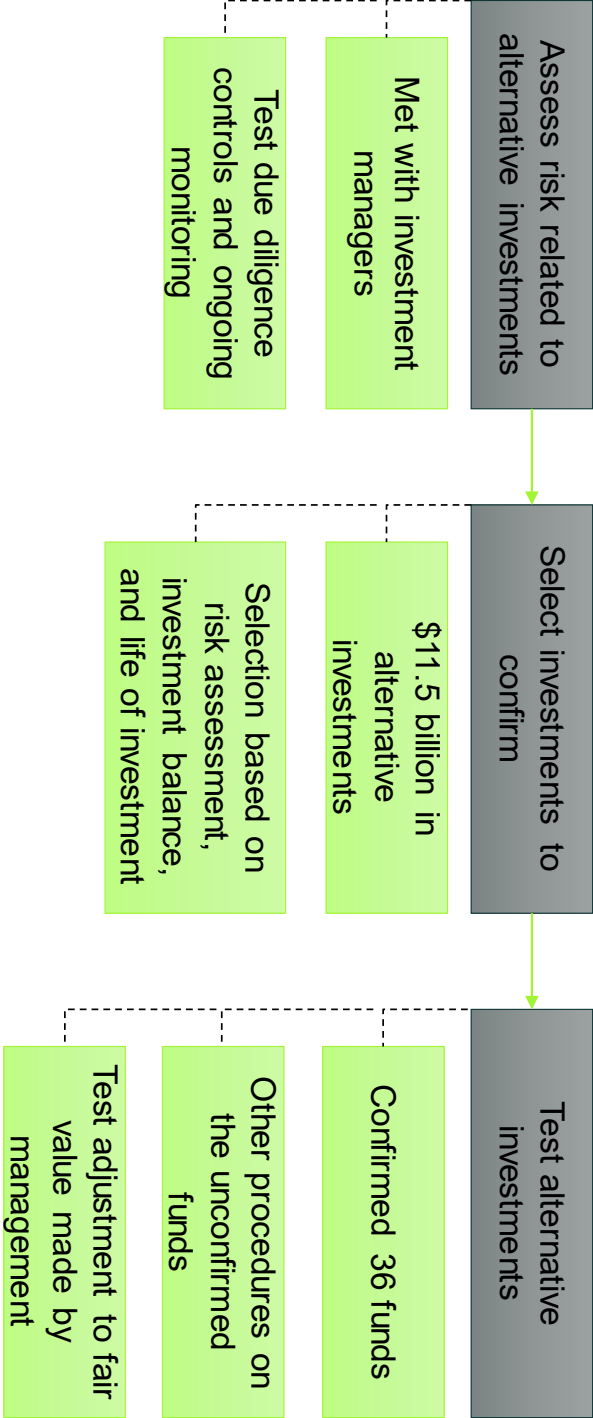 Assess risk related to
alternative investments
Met with investment
managers
Test due diligence
controls and ongoing
monitoring
Select investments to
confirm
$11.5 billion in
alternative
investments
Selection based on
risk assessment,
investment balance,
and life of investment
Test alternative
investments
Confirmed 36 funds
Other procedures on
the unconfirmed
funds
Test adjustment to fair
value made by
management